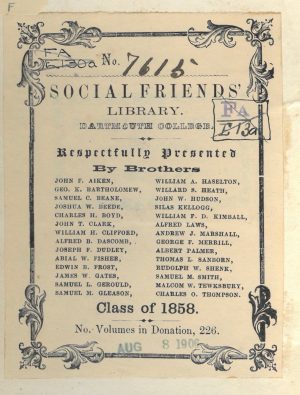 F
FA
E130a
No. 7615
SOCIAL FRIENDS'
LIBRARY.
DARTMOUTH COLLEGE.
FA
E13a
Respectfully Presented
By Brothers
JOHN F. AIKEN,
GEO. K. BARTHOLOMEW,
SAMUEL C. BEANE,
JOSHUA W. BEEDE,
CHARLES H. BOYD,
JOHN T. CLARK,
WILLIAM H. CLIFFORD,
ALFRED B. DASCOMB,
JOSEPH F. DUDLEY,
ABIAL W. FISHER,
EDWIN B. FROST,
JAMES W. GATES,
SAMUEL L. GEROULD,
SAMUEL M. GLEASON,
WILLIAM A. HASELTON,
WILLARD S. HEATH,
JOHN W. HUDSON,
SILAS KELLOGG,
WILLIAM F. D. KIMBALL,
ALFRED LAWS,
ANDREW J. MARSHALL,
GEORGE F. MERRILL,
ALBERT PALMER,
THOMAS L. SANBORN,
RUDOLPH W. SHENK,
SAMUEL M. SMITH,
MALCOM W. TEWKSBURY,
CHARLES O. THOMPSON.
Class of 1858.
No. Volumes in Donation, 226.
AUG 8 1906